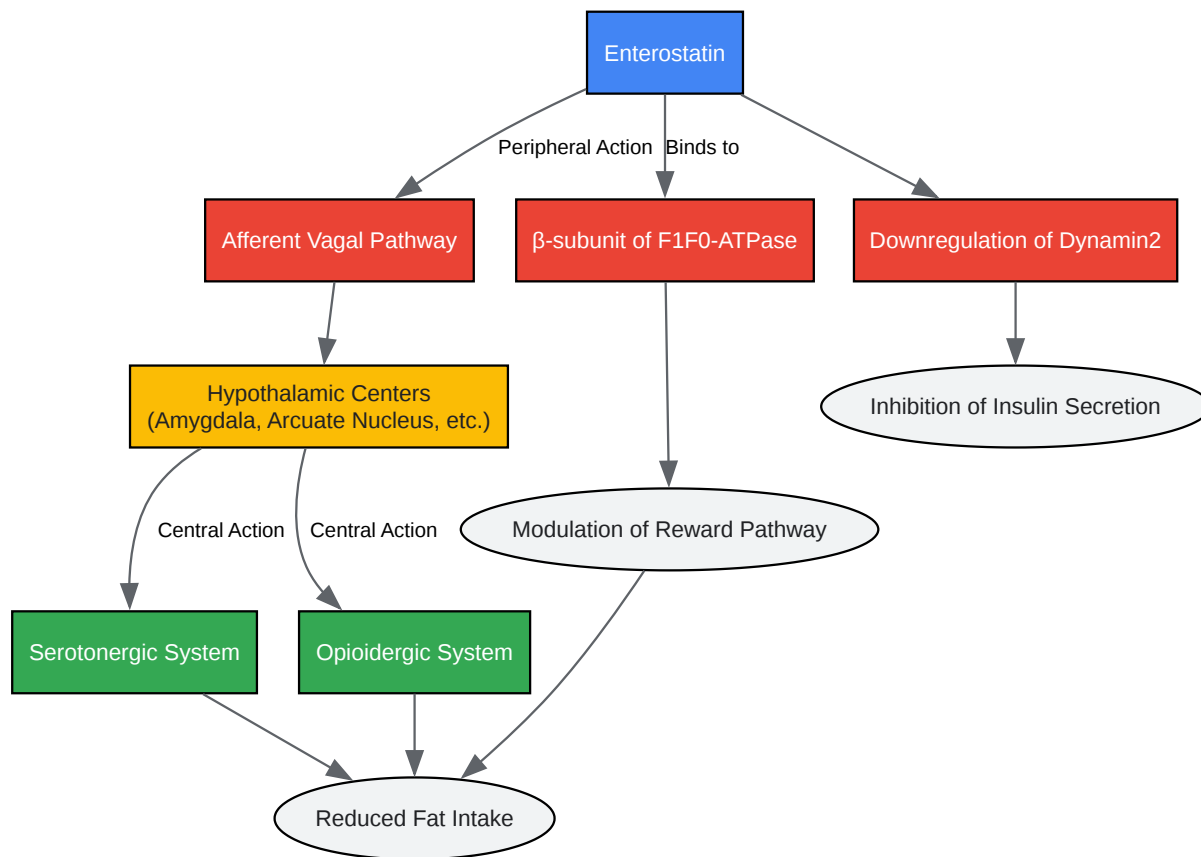 Enterostatin
Peripheral Action
Binds to
Afferent Vagal Pathway
β-subunit of F1F0-ATPase
Downregulation of Dynamin2
Hypothalamic Centers
(Amygdala, Arcuate Nucleus, etc.)
Inhibition of Insulin Secretion
Central Action
Central Action
Modulation of Reward Pathway
Serotonergic System
Opioidergic System
Reduced Fat Intake